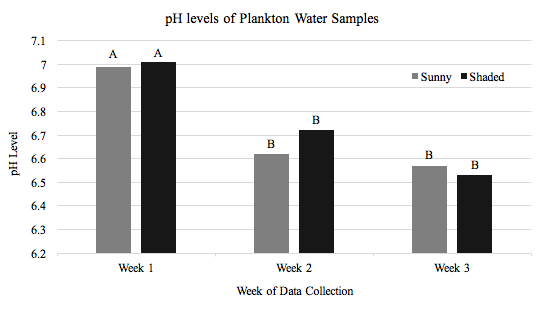 pH levels of Plankton Water Samples
7.1
7
6.9
6.8
6.7
6.6
6.5
6.4
6.3
6.2
pH Level
A A
B B
B B
Sunny Shaded
Week 1 Week 2 Week 3
Week of Data Collection